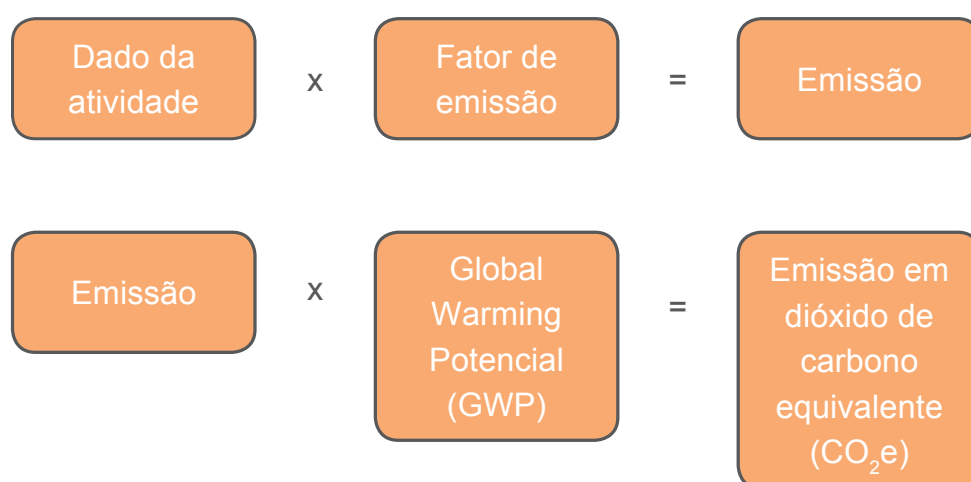 Dado da
atividade
x
Fator de
emissão
=
Emissão
Emissão
x
Global
Warming
Potencial
(GWP)
=
Emissão em
dióxido de
carbono
equivalente
(CO₂e)